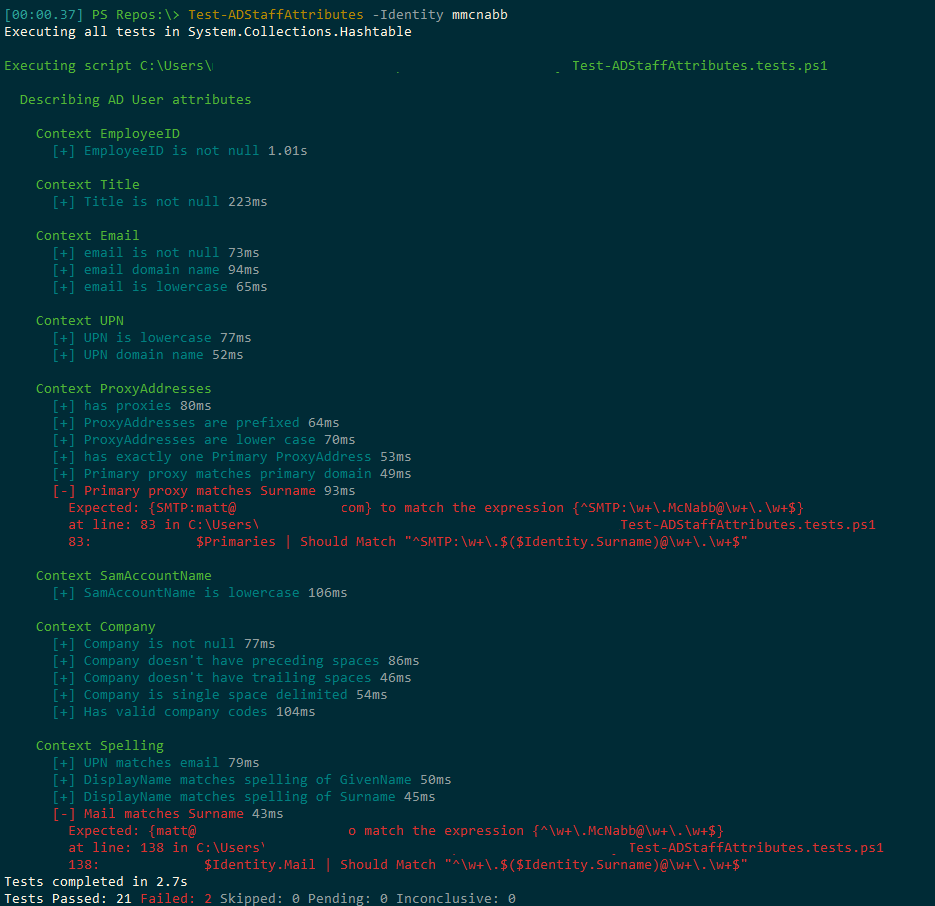 [00:00.37] PS Repos:\> Test-ADStaffAttributes -Identity mmcnabb
Executing all tests in System.Collections.Hashtable
Executing script C:\Users\ Test-ADStaffAttributes.tests.ps1
Describing AD User attributes
Context EmployeeID
[+] EmployeeID is not null 1.01s
Context Title
[+] Title is not null 223ms
Context Email
[+] email is not null 73ms
[+] email domain name 94ms
[+] email is lowercase 65ms
Context UPN
[+] UPN is lowercase 77ms
[+] UPN domain name 52ms
Context ProxyAddresses
[+] has proxies 80ms
[+] ProxyAddresses are prefixed 64ms
[+] ProxyAddresses are lower case 70ms
[+] has exactly one Primary ProxyAddress 53ms
[+] Primary proxy matches primary domain 49ms
[-] Primary proxy matches Surname 93ms
Expected: {SMTP:matt@ com} to match the expression {^SMTP:\w+\.McNabb@\w+\.\w+$}
at line: 83 in C:\Users\ Test-ADStaffAttributes.tests.ps1
83: $Primaries | Should Match "^SMTP:\w+\.$($Identity.Surname)@\w+\.\w+$"
Context SamAccountName
[+] SamAccountName is lowercase 106ms
Context Company
[+] Company is not null 77ms
[+] Company doesn't have preceding spaces 86ms
[+] Company doesn't have trailing spaces 46ms
[+] Company is single space delimited 54ms
[+] Has valid company codes 104ms
Context Spelling
[+] UPN matches email 79ms
[+] DisplayName matches spelling of GivenName 50ms
[+] DisplayName matches spelling of Surname 45ms
[-] Mail matches Surname 43ms
Expected: {matt@ o match the expression {^\w+\.McNabb@\w+\.\w+$}
at line: 138 in C:\Users' Test-ADStaffAttributes.tests.ps1
138: $Identity.Mail | Should Match "^\w+\.$($Identity.Surname)@\w+\.\w+$"
Tests completed in 2.7s
Tests Passed: 21 Failed: 2 Skipped: 0 Pending: 0 Inconclusive: 0